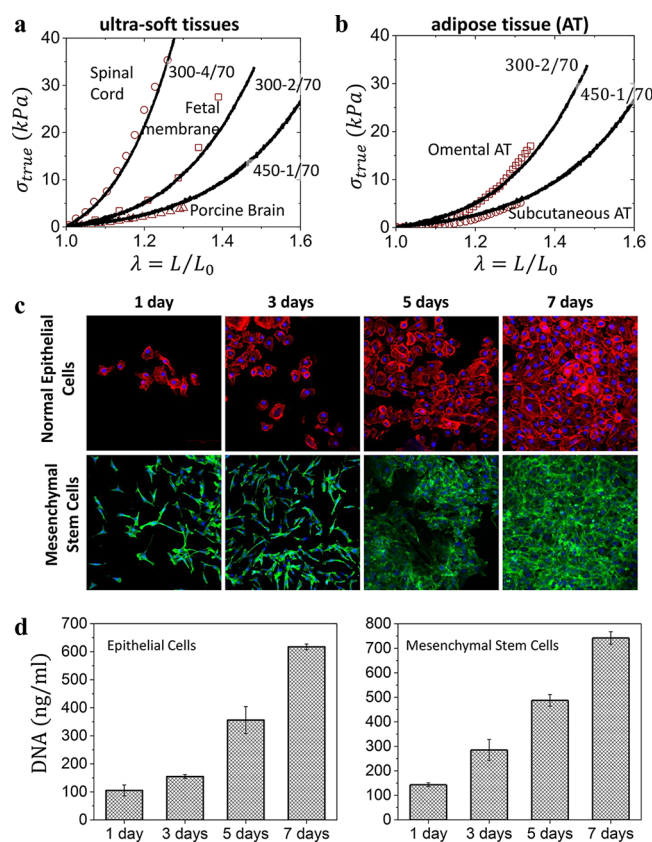 a ultra-soft tissues
40
30
20
10
0
σtrue (kPa)
Spinal
Cord
300-4/70
Fetal
membrane
300-2/70
450-1/70
Porcine Brain
1.0 1.2 1.4 1.6
λ = L/L0
b adipose tissue (AT)
40
30
20
10
0
σtrue (kPa)
300-2/70
450-1/70
Omental AT
Subcutaneous AT
1.0 1.2 1.4 1.6
λ = L/L0
c
1 day 3 days 5 days 7 days
Normal Epithelial
Cells
Mesenchymal
Stem Cells
d
DNA (ng/ml)
700
600
500
400
300
200
100
0
Epithelial Cells
1 day 3 days 5 days 7 days
800
700
600
500
400
300
200
100
0
Mesenchymal Stem Cells
1 day 3 days 5 days 7 days